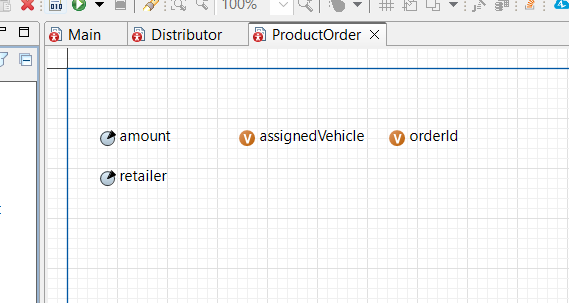 100%
Main Distributor ProductOrder
amount V assignedVehicle V orderId
retailer